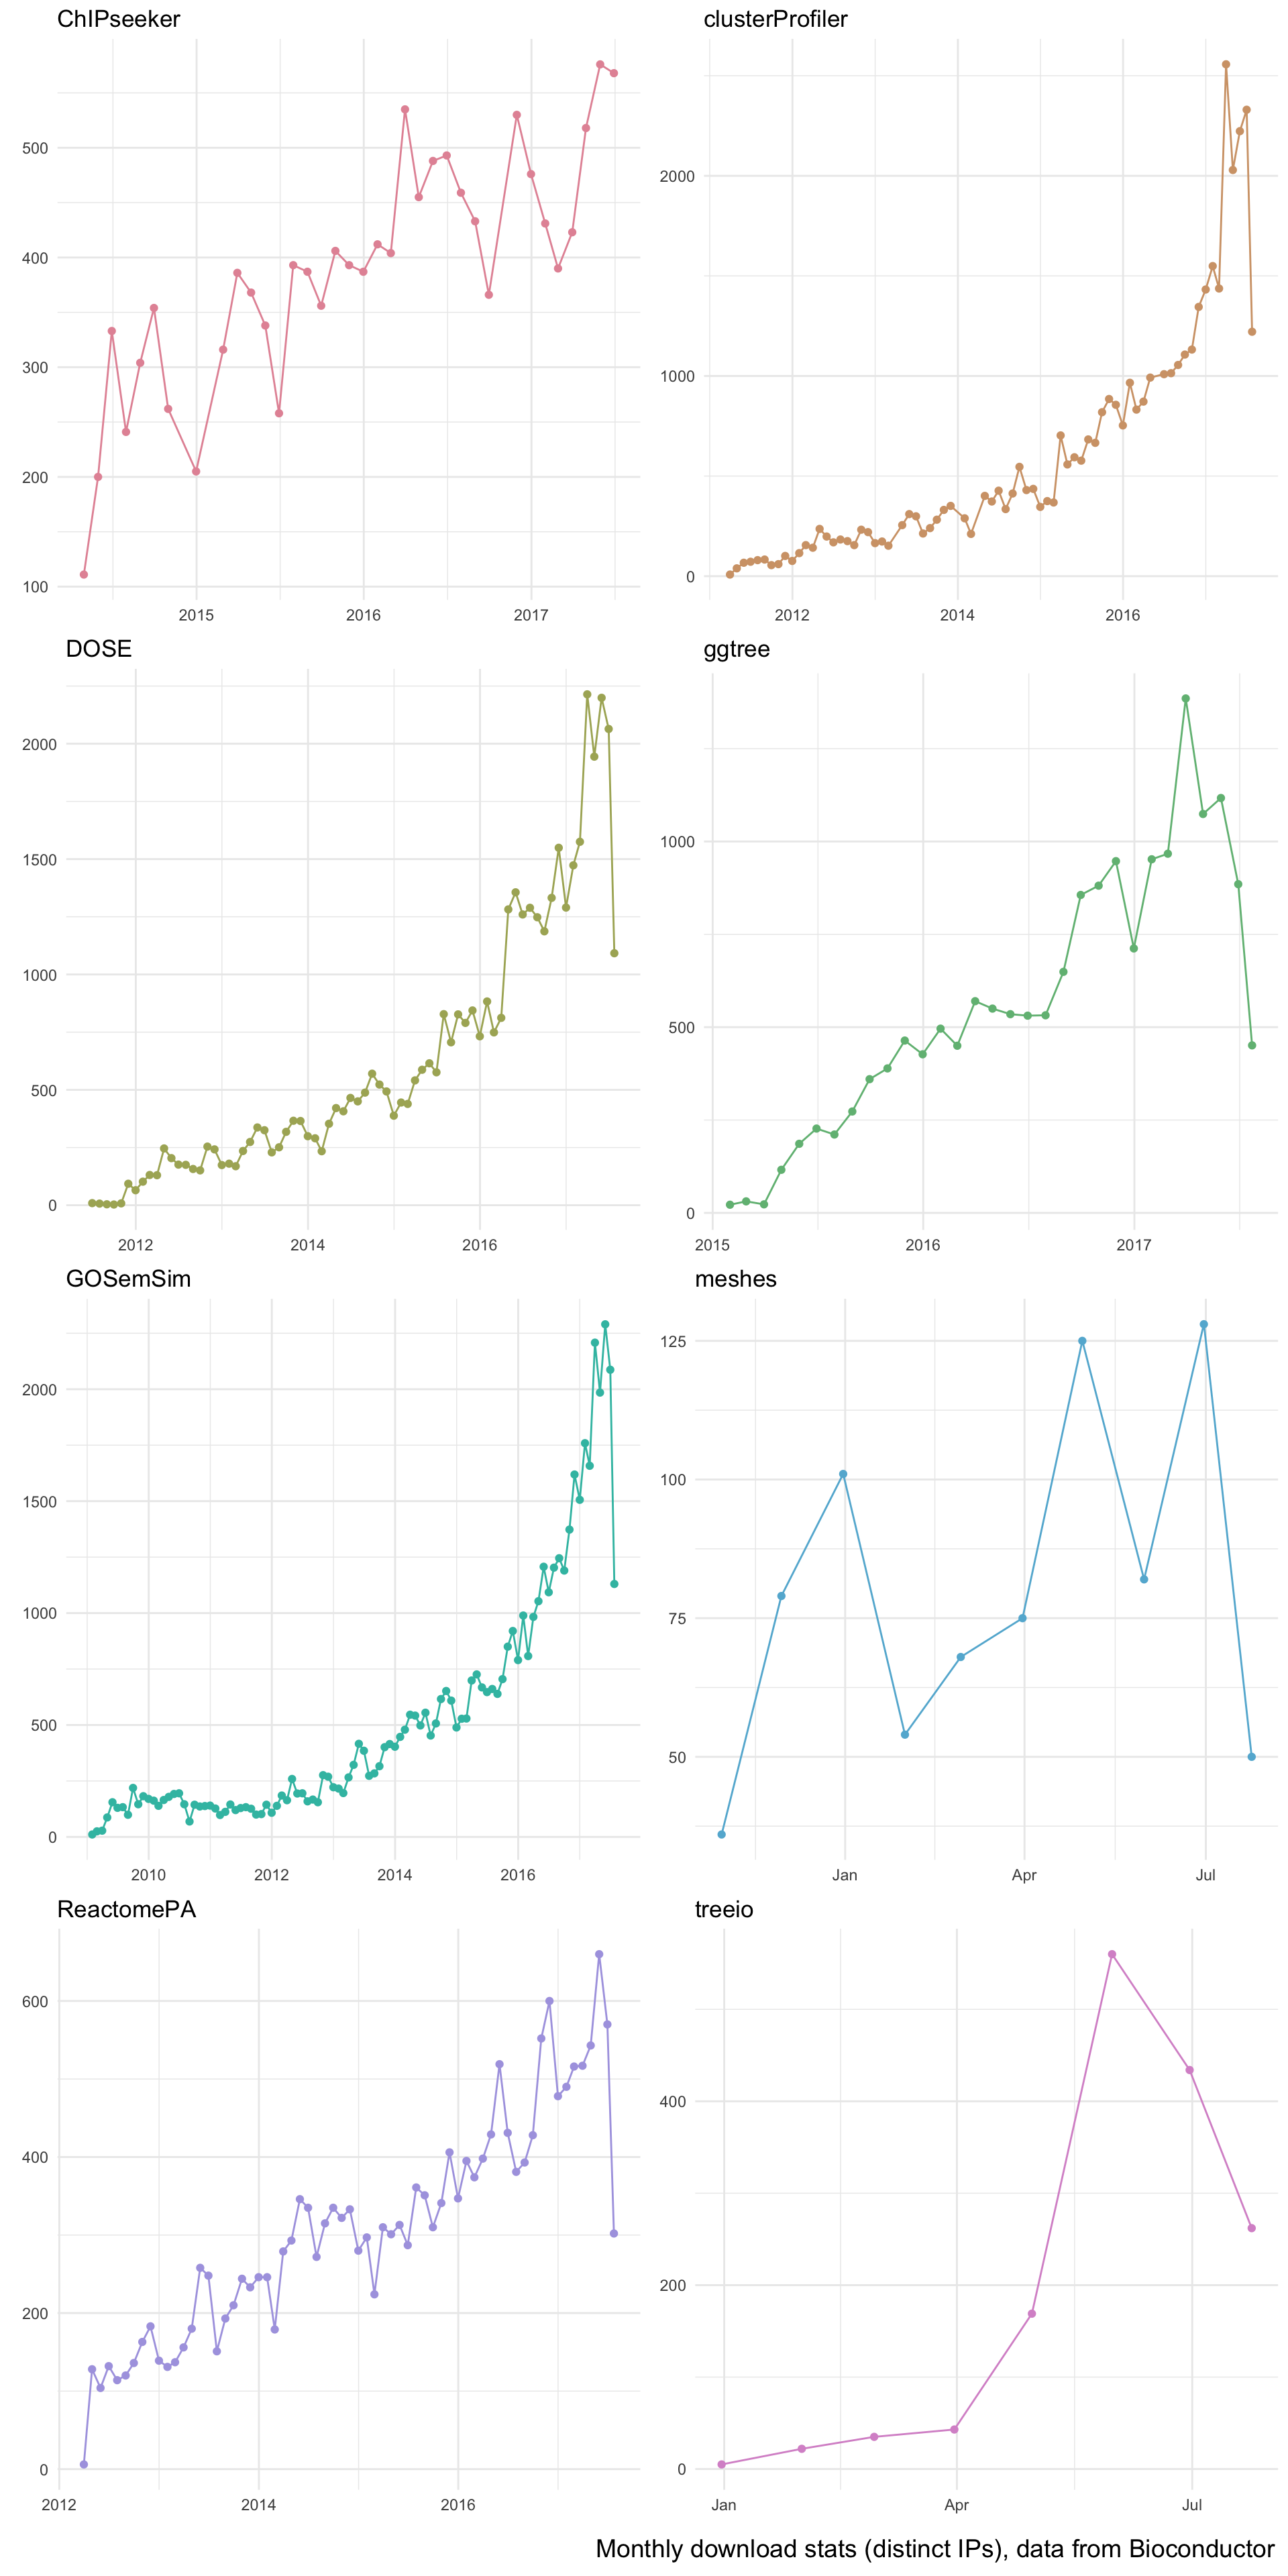 ChIPseeker
500
400
300
200
100
2015 2016 2017
clusterProfiler
2000
1000
0
2012 2014 2016
DOSE
2000
1500
1000
500
0
2012 2014 2016
ggtree
1000
500
0
2015 2016 2017
GOSemSim
2000
1500
1000
500
0
2010 2012 2014 2016
meshes
125
100
75
50
Jan Apr Jul
ReactomePA
600
400
200
0
2012 2014 2016
treeio
400
200
0
Jan Apr Jul
Monthly download stats (distinct IPs), data from Bioconductor